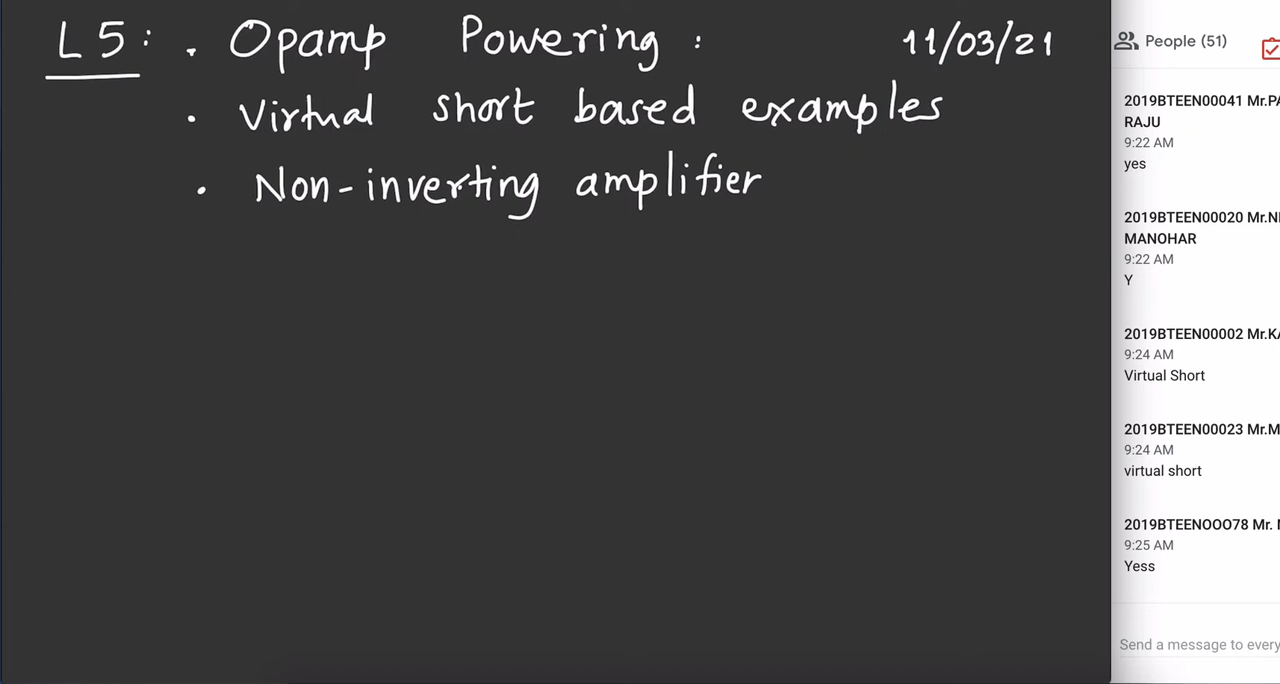 L5: . Opamp Powering : 11/03/21
. Virtual short based examples
. Non-inverting amplifier
People (51)
2019BTEEN00041 Mr.PA
RAJU
9:22 AM
yes
2019BTEEN00020 Mr.NI
MANOHAR
9:22 AM
Y
2019BTEEN00002 Mr.KA
9:24 AM
Virtual Short
2019BTEEN00023 Mr.M
9:24 AM
virtual short
2019BTEENOOO78 Mr.
9:25 AM
Yess
Send a message to every